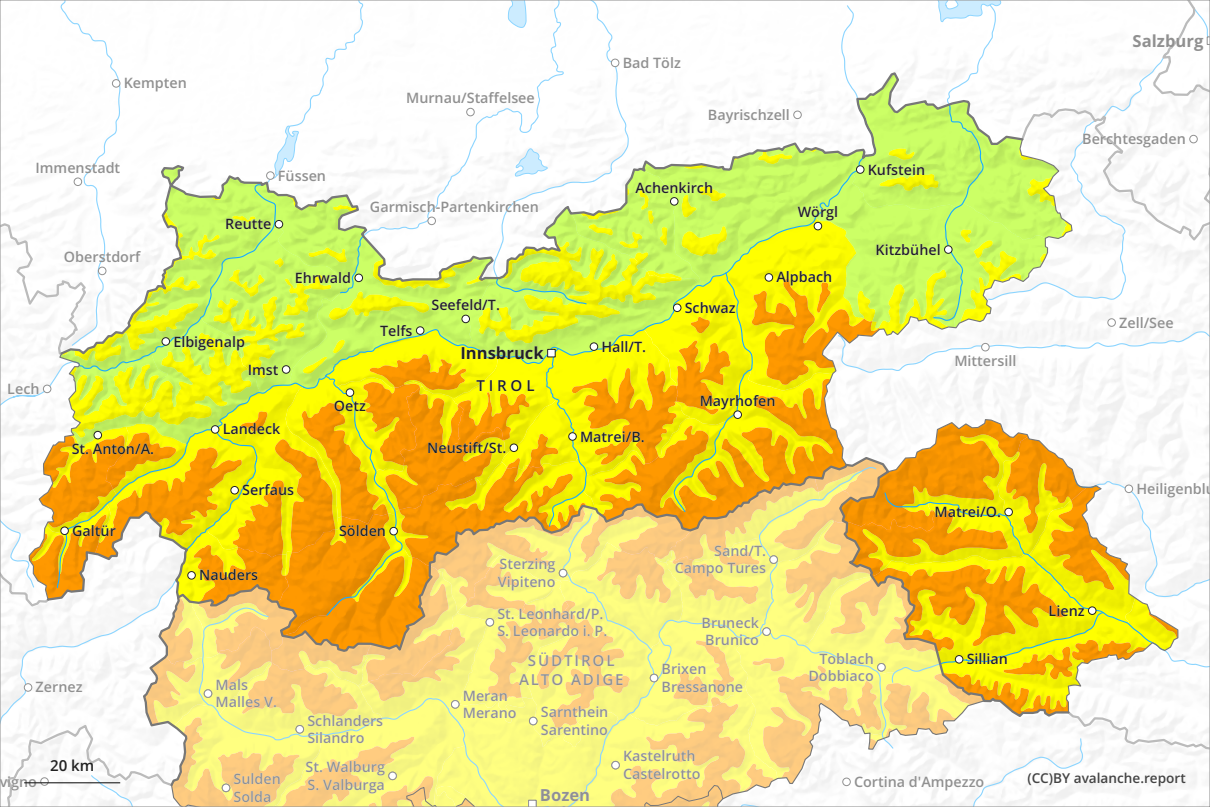 Salzburg
Bad Tölz
Kempten
Murnau/Staffelsee
Bayrischzell
Berchtesgaden
Immenstadt
Füssen
Kufstein
Achenkirch
Garmisch-Partenkirchen
Wörgl
Reutte
Kitzbühel
Oberstdorf
Ehrwald
Alpbach
Seefeld/T.
Schwaz
Zell/See
Telfs
Elbigenalp
Innsbruck
Hall/T.
Mittersill
Imst
TIROL
Lech
Oetz
Mayrhofen
Landeck
Matrei/B.
St. Anton/A.
Neustift/St.
Serfaus
Heiligenblu
Matrei/O.
Galtür
Sölden
Sand/T.
Campo Tures
Sterzing
Vipiteno
Nauders
Lienz
St. Leonhard/P.
S. Leonardo i. P.
Bruneck
Brunico
SÜDTIROL
ALTO ADIGE
Toblach
Dobbiaco
Sillian
Brixen
Bressanone
Zernez
Mals
Malles V.
Meran
Merano
Sarnthein
Sarentino
Schlanders
Silandro
Kastelruth
Castelrotto
St. Walburg
S. Valburga
20 km
vigno
Sulden
Solda
Cortina d'Ampezzo
(CC)BY avalanche.report
Bozen